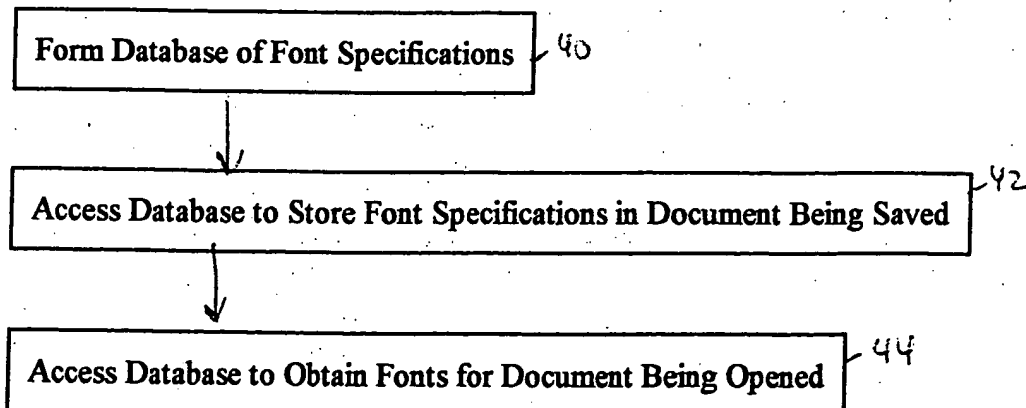 Form Database of Font Specifications 40
Access Database to Store Font Specifications in Document Being Saved 42
Access Database to Obtain Fonts for Document Being Opened 44